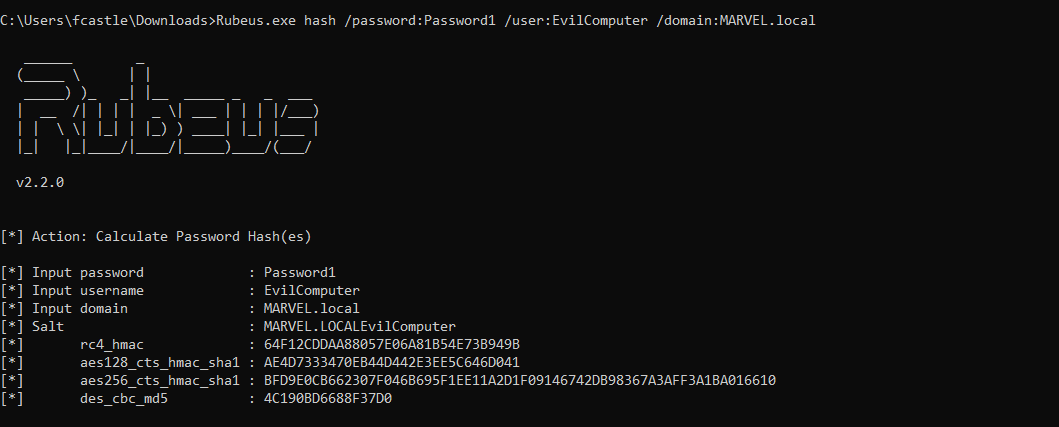 C:\Users\fcastle\Downloads>Rubeus.exe hash /password:Password1 /user:EvilComputer /domain:MARVEL.local
Rubeus
v2.2.0
[*] Action: Calculate Password Hash(es)
[*] Input password : Password1
[*] Input username : EvilComputer
[*] Input domain : MARVEL.local
[*] Salt : MARVEL.LOCALEvilComputer
[*] rc4_hmac : 64F12CDDAA88057E06A81B54E73B949B
[*] aes128_cts_hmac_sha1 : AE4D7333470EB44D442E3EE5C646D041
[*] aes256_cts_hmac_sha1 : BFD9E0CB662307F046B695F1EE11A2D1F09146742DB98367A3AFF3A1BA016610
[*] des_cbc_md5 : 4C190BD6688F37D0